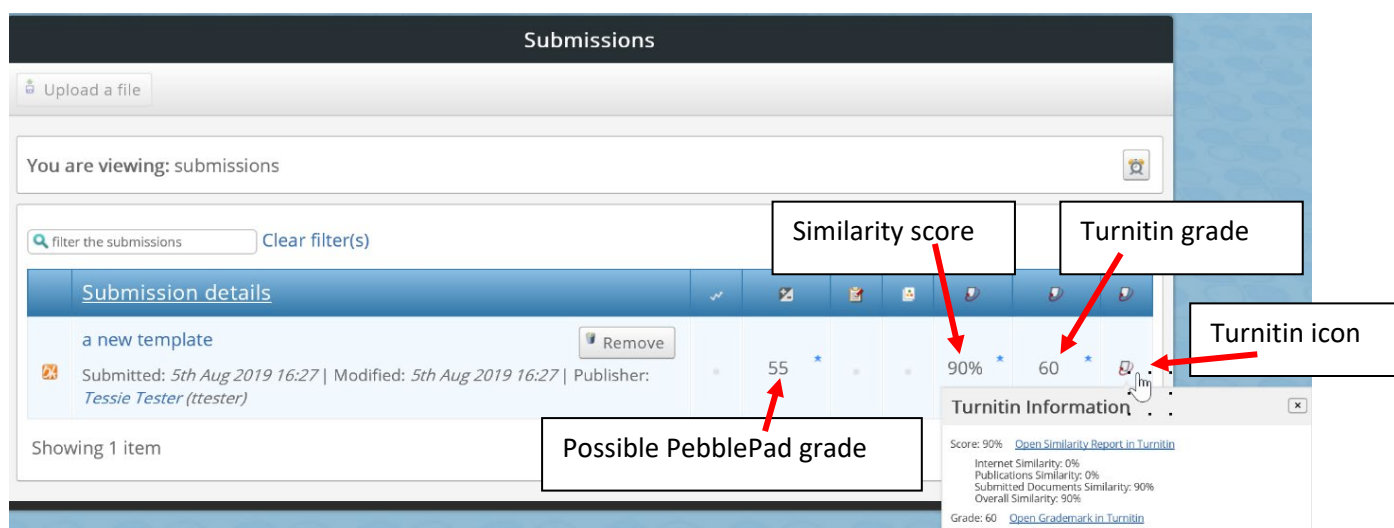 Submissions
Upload a file
You are viewing: submissions
Similarity score
Turnitin grade
filter the submissions
Clear filter(s)
Submission details
Turnitin icon
a new template
Remove
55 * 90% * 60 *
Submitted: 5th Aug 2019 16:27 | Modified: 5th Aug 2019 16:27 | Publisher:
Tessie Tester (ttester)
Showing 1 item
Possible PebblePad grade
Turnitin Information
Score: 90% Open Similarity Report in Turnitin
Internet Similarity: 0%
Publications Similarity: 0%
Submitted Documents Similarity: 90%
Overall Similarity: 90%
Grade: 60 Open Grademark in Turnitin